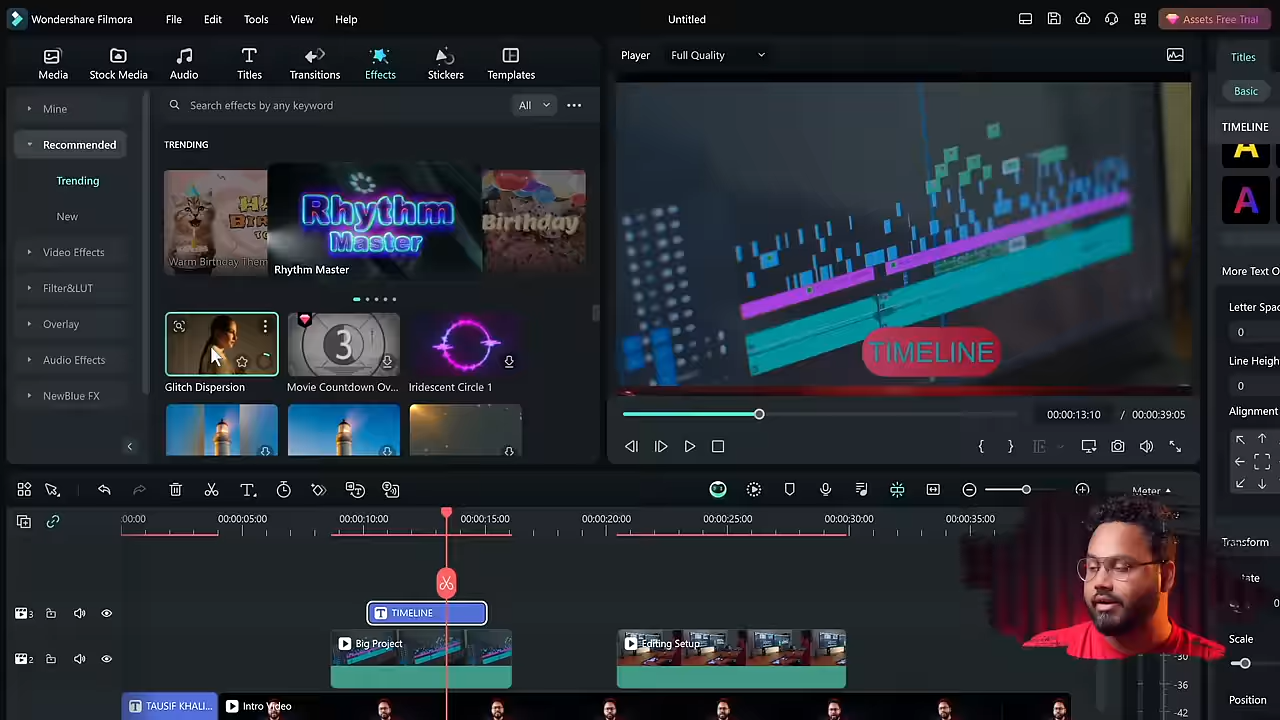 Wondershare Filmora
File
Edit
Tools
View
Help
Untitled
Assets Free Trial
Media
Stock Media
Audio
Titles
Transitions
Effects
Stickers
Templates
Player
Full Quality
Titles
Basic
TIMELINE
Mine
Recommended
Trending
New
Video Effects
Filter&LUT
Overlay
Audio Effects
NewBlue FX
Search effects by any keyword
All
TRENDING
Warm Birthday Them
Rhythm
Master
Rhythm Master
Birthday
3
Glitch Dispersion
Movie Countdown Ov...
Iridescent Circle 1
TIMELINE
00:00:13:10 / 00:00:39:05
A
A
More Text O
Letter Spac
0
Line Heigh
0
Alignment
Transform
Scale
Position
Meter
:00:00
00:00:05:00
00:00:10:00
00:00:15:00
00:00:20:00
00:00:25:00
00:00:30:00
00:00:35:00
3
T TIMELINE
2
Big Project
Editing Setup
T TAUSIF KHALI...
Intro Video
-30
-36
-42